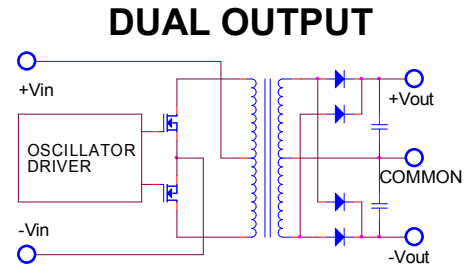 DUAL OUTPUT
+Vin
+Vout
OSCILLATOR
DRIVER
COMMON
-Vin
-Vout